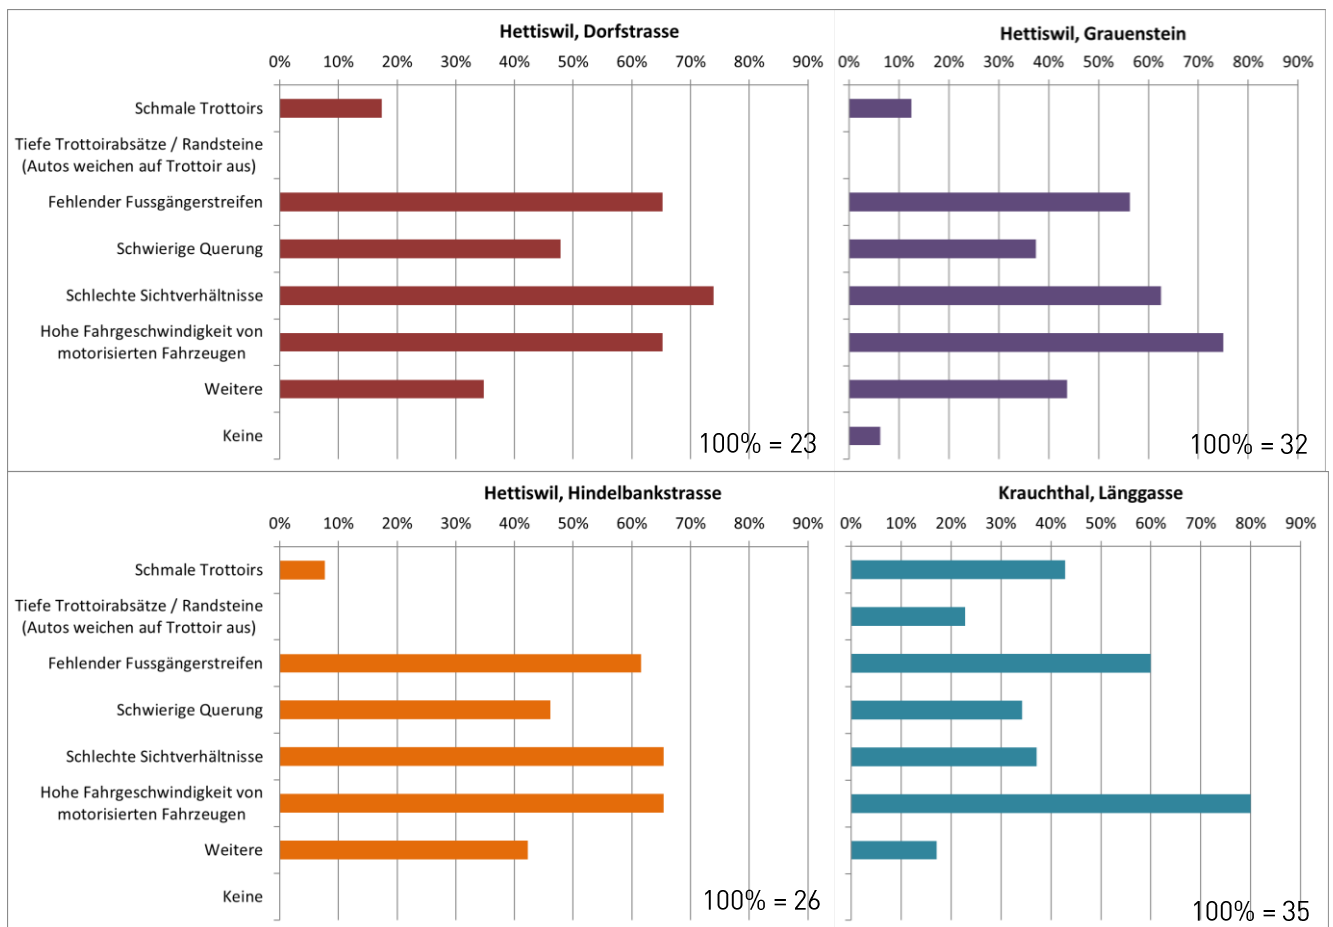 Hettiswil, Dorfstrasse
0% 10% 20% 30% 40% 50% 60% 70% 80% 90%
Schmale Trottoirs
Tiefe Trottoirabsätze / Randsteine
(Autos weichen auf Trottoir aus)
Fehlender Fussgängerstreifen
Schwierige Querung
Schlechte Sichtverhältnisse
Hohe Fahrgeschwindigkeit von
motorisierten Fahrzeugen
Weitere
Keine
100% = 23
Hettiswil, Grauenstein
0% 10% 20% 30% 40% 50% 60% 70% 80% 90%
100% = 32
Hettiswil, Hindelbankstrasse
0% 10% 20% 30% 40% 50% 60% 70% 80% 90%
Schmale Trottoirs
Tiefe Trottoirabsätze / Randsteine
(Autos weichen auf Trottoir aus)
Fehlender Fussgängerstreifen
Schwierige Querung
Schlechte Sichtverhältnisse
Hohe Fahrgeschwindigkeit von
motorisierten Fahrzeugen
Weitere
Keine
100% = 26
Krauchthal, Länggasse
0% 10% 20% 30% 40% 50% 60% 70% 80% 90%
100% = 35